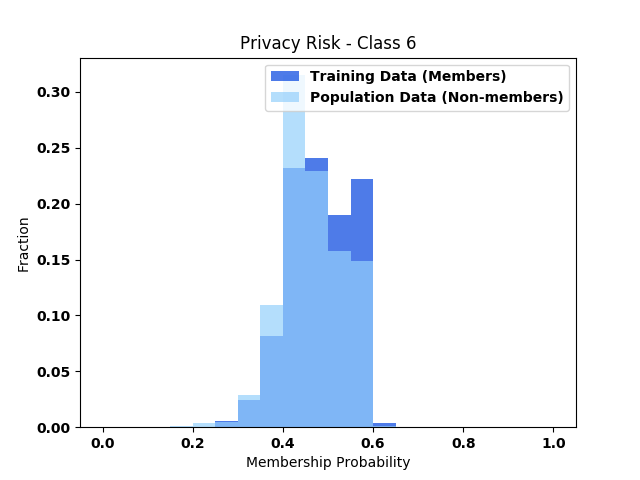 Privacy Risk - Class 6
Training Data (Members)
Population Data (Non-members)
0.30
0.25
0.20
0.15
0.10
0.05
0.00
Fraction
0.0 0.2 0.4 0.6 0.8 1.0
Membership Probability